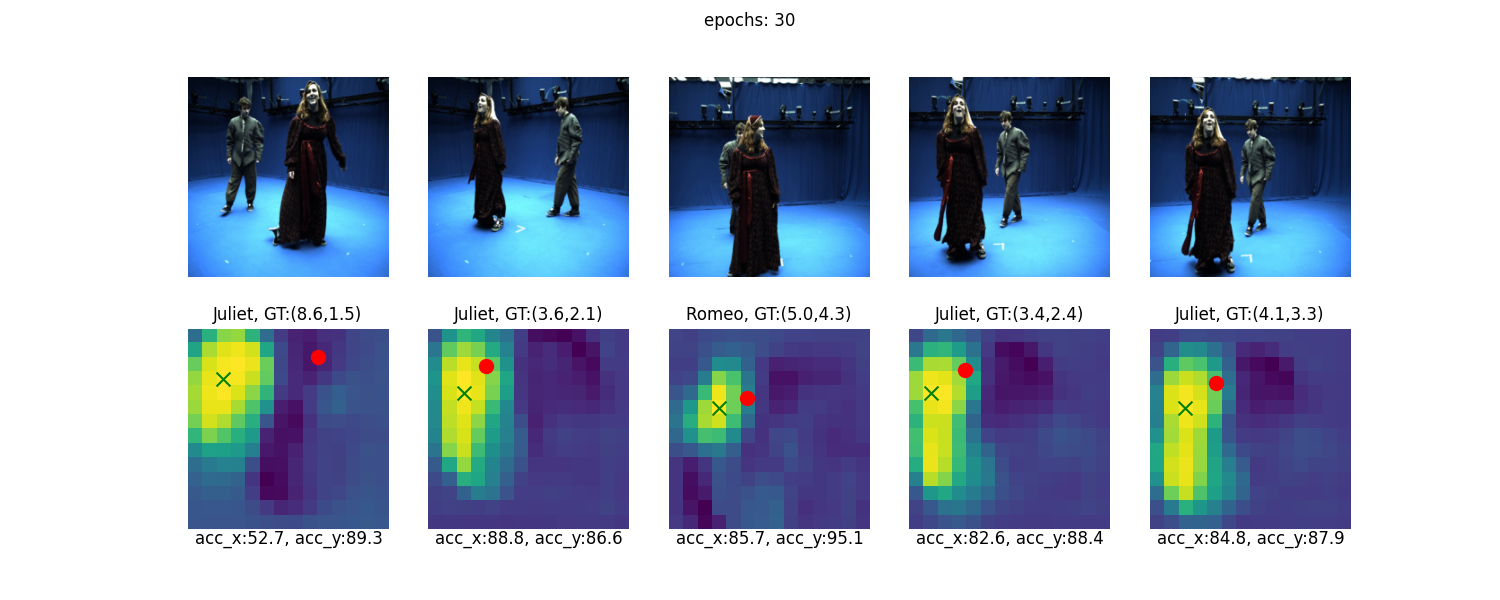 epochs: 30
Juliet, GT:(8.6,1.5)
Juliet, GT:(3.6,2.1)
Romeo, GT:(5.0,4.3)
Juliet, GT:(3.4,2.4)
Juliet, GT:(4.1,3.3)
acc_x:52.7, acc_y:89.3
acc_x:88.8, acc_y:86.6
acc_x:85.7, acc_y:95.1
acc_x:82.6, acc_y:88.4
acc_x:84.8, acc_y:87.9